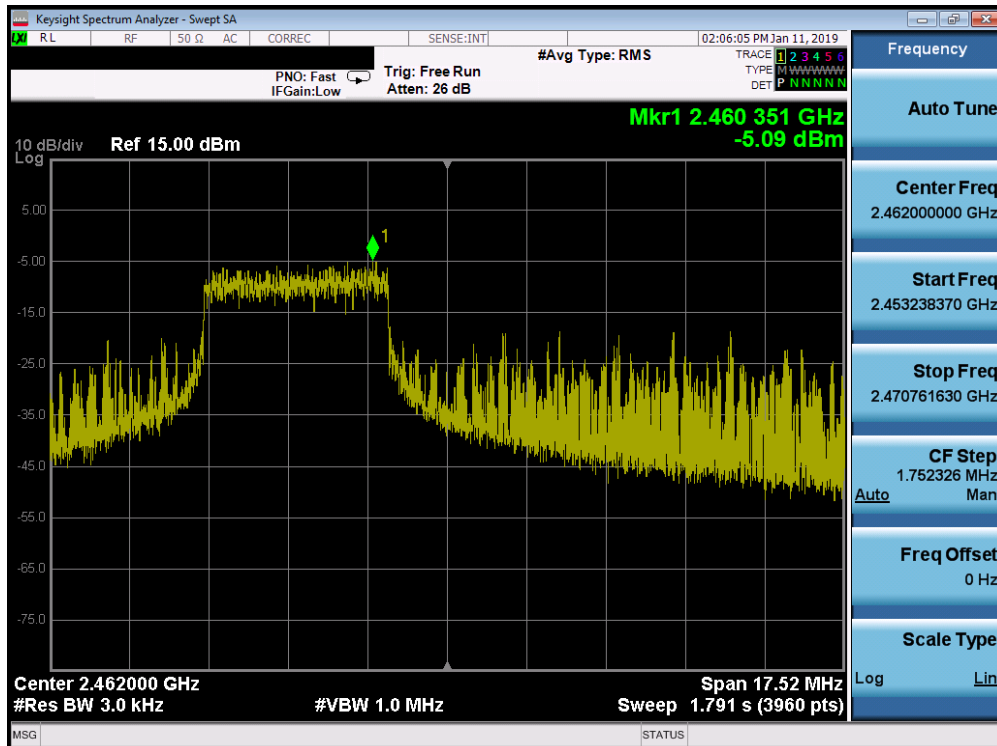 Keysight Spectrum Analyzer - Swept SA
LXI RL RF 50 Ω AC CORREC SENSE:INT 02:06:05 PM Jan 11, 2019
#Avg Type: RMS TRACE 1 2 3 4 5 6
PNO: Fast Trig: Free Run TYPE M W W W W W
IFGain:Low Atten: 26 dB DET P N N N N N
Mkr1 2.460 351 GHz
-5.09 dBm
10 dB/div Ref 15.00 dBm
Log
1
5.00
-5.00
-15.0
-25.0
-35.0
-45.0
-55.0
-65.0
-75.0
Center 2.462000 GHz Span 17.52 MHz
#Res BW 3.0 kHz #VBW 1.0 MHz Sweep 1.791 s (3960 pts)
MSG STATUS
Frequency
Auto Tune
Center Freq
2.462000000 GHz
Start Freq
2.453238370 GHz
Stop Freq
2.470761630 GHz
CF Step
1.752326 MHz
Auto Man
Freq Offset
0 Hz
Scale Type
Log Lin